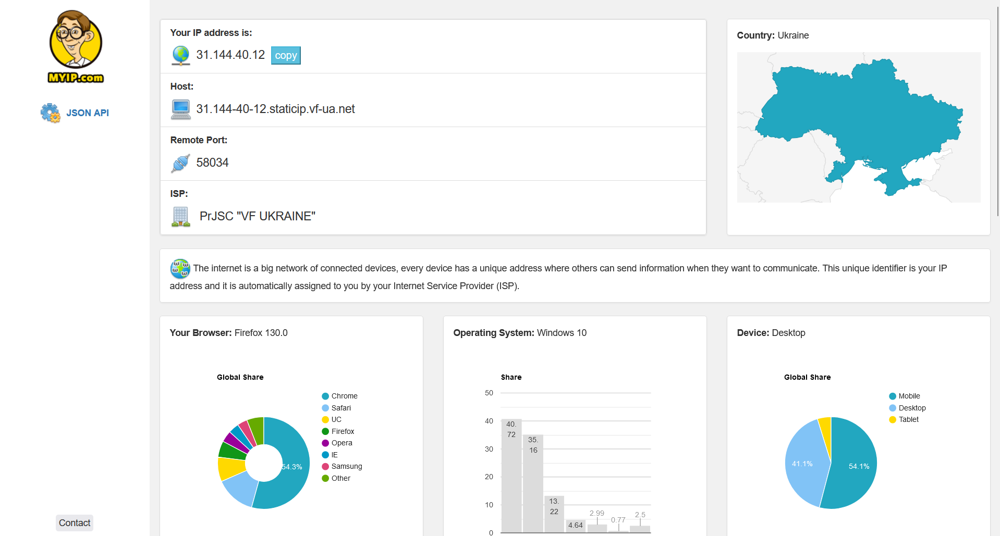 MYIP.com
JSON API
Contact
Your IP address is:
31.144.40.12 copy
Host:
31.144-40-12.staticip.vf-ua.net
Remote Port:
58034
ISP:
PrJSC "VF UKRAINE"
Country: Ukraine
The internet is a big network of connected devices, every device has a unique address where others can send information when they want to communicate. This unique identifier is your IP
address and it is automatically assigned to you by your Internet Service Provider (ISP).
Your Browser: Firefox 130.0
Global Share
Chrome
Safari
UC
Firefox
Opera
IE
Samsung
Other
54.3%
Operating System: Windows 10
Share
50
40
30
20
10
0
40.
72
35.
16
13.
22
4.64
2.99
0.77
2.5
Device: Desktop
Global Share
Mobile
Desktop
Tablet
41.1%
54.1%